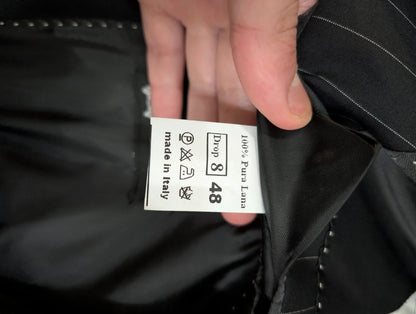 100% Pura Lana
Drop 8 48
P
made in Italy